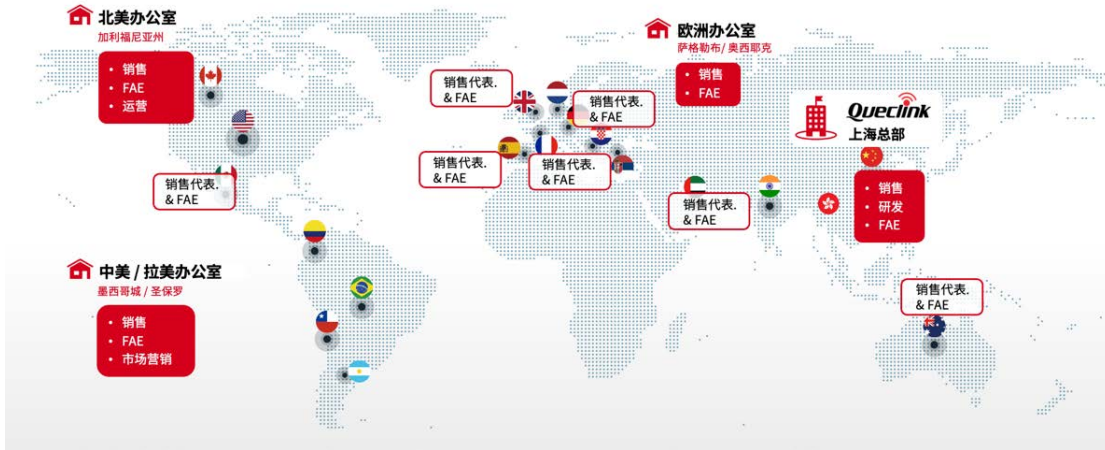 北美办公室
加利福尼亚州
• 销售
• FAE
• 运营
欧洲办公室
萨格勒布/ 奥西耶克
• 销售
• FAE
销售代表.
& FAE
销售代表.
& FAE
Queclink
上海总部
• 销售
• 研发
• FAE
销售代表.
& FAE
销售代表.
& FAE
销售代表.
& FAE
销售代表.
& FAE
中美 / 拉美办公室
墨西哥城 / 圣保罗
• 销售
• FAE
• 市场营销
销售代表.
& FAE